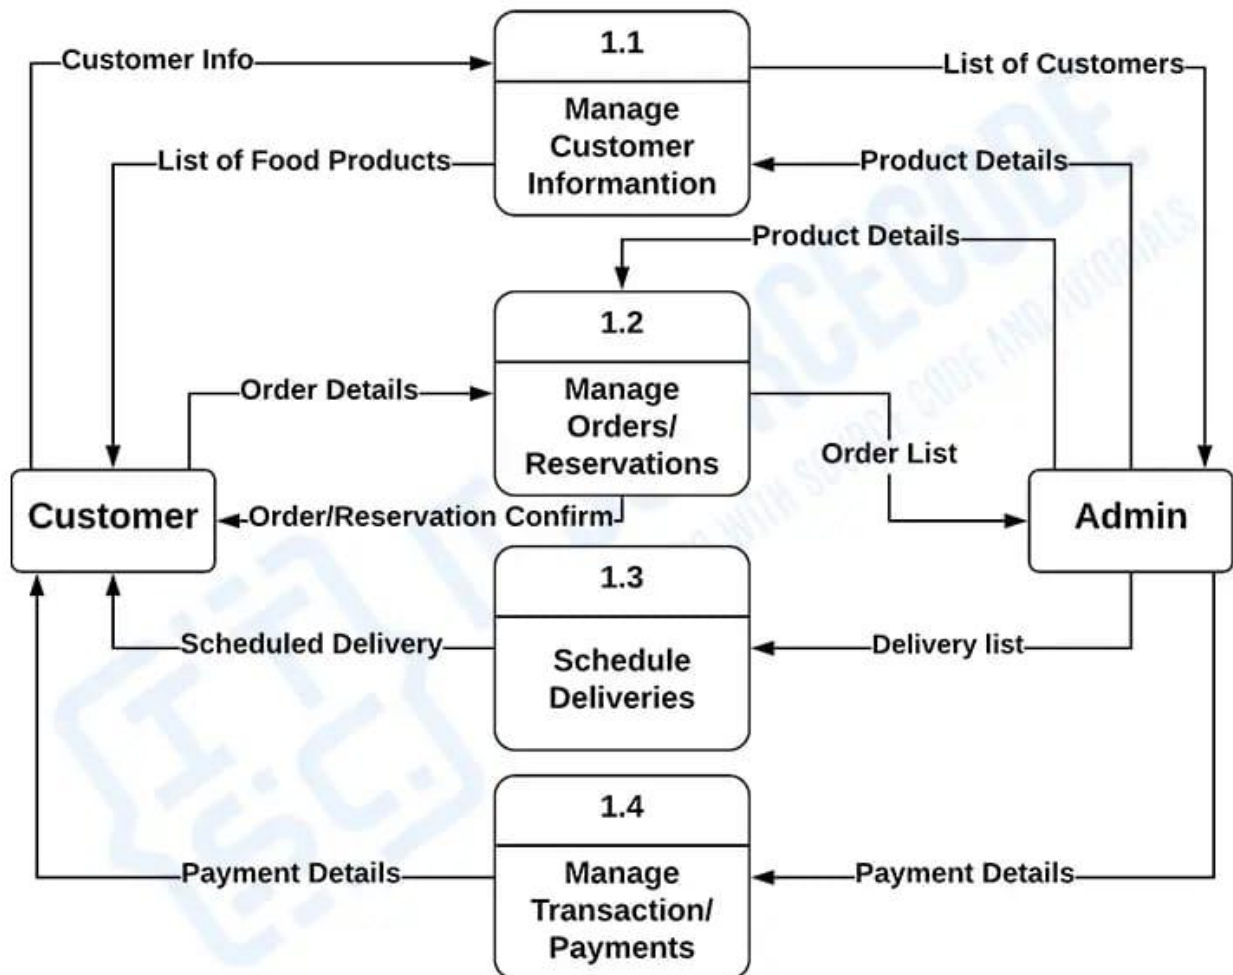 1.1
Customer Info
List of Customers
Manage
Customer
Informantion
List of Food Products
Product Details
Product Details
1.2
Order Details
Manage
Orders/
Reservations
Order List
Customer
Order/Reservation Confirm
Admin
1.3
Scheduled Delivery
Delivery list
Schedule
Deliveries
1.4
Payment Details
Payment Details
Manage
Transaction/
Payments